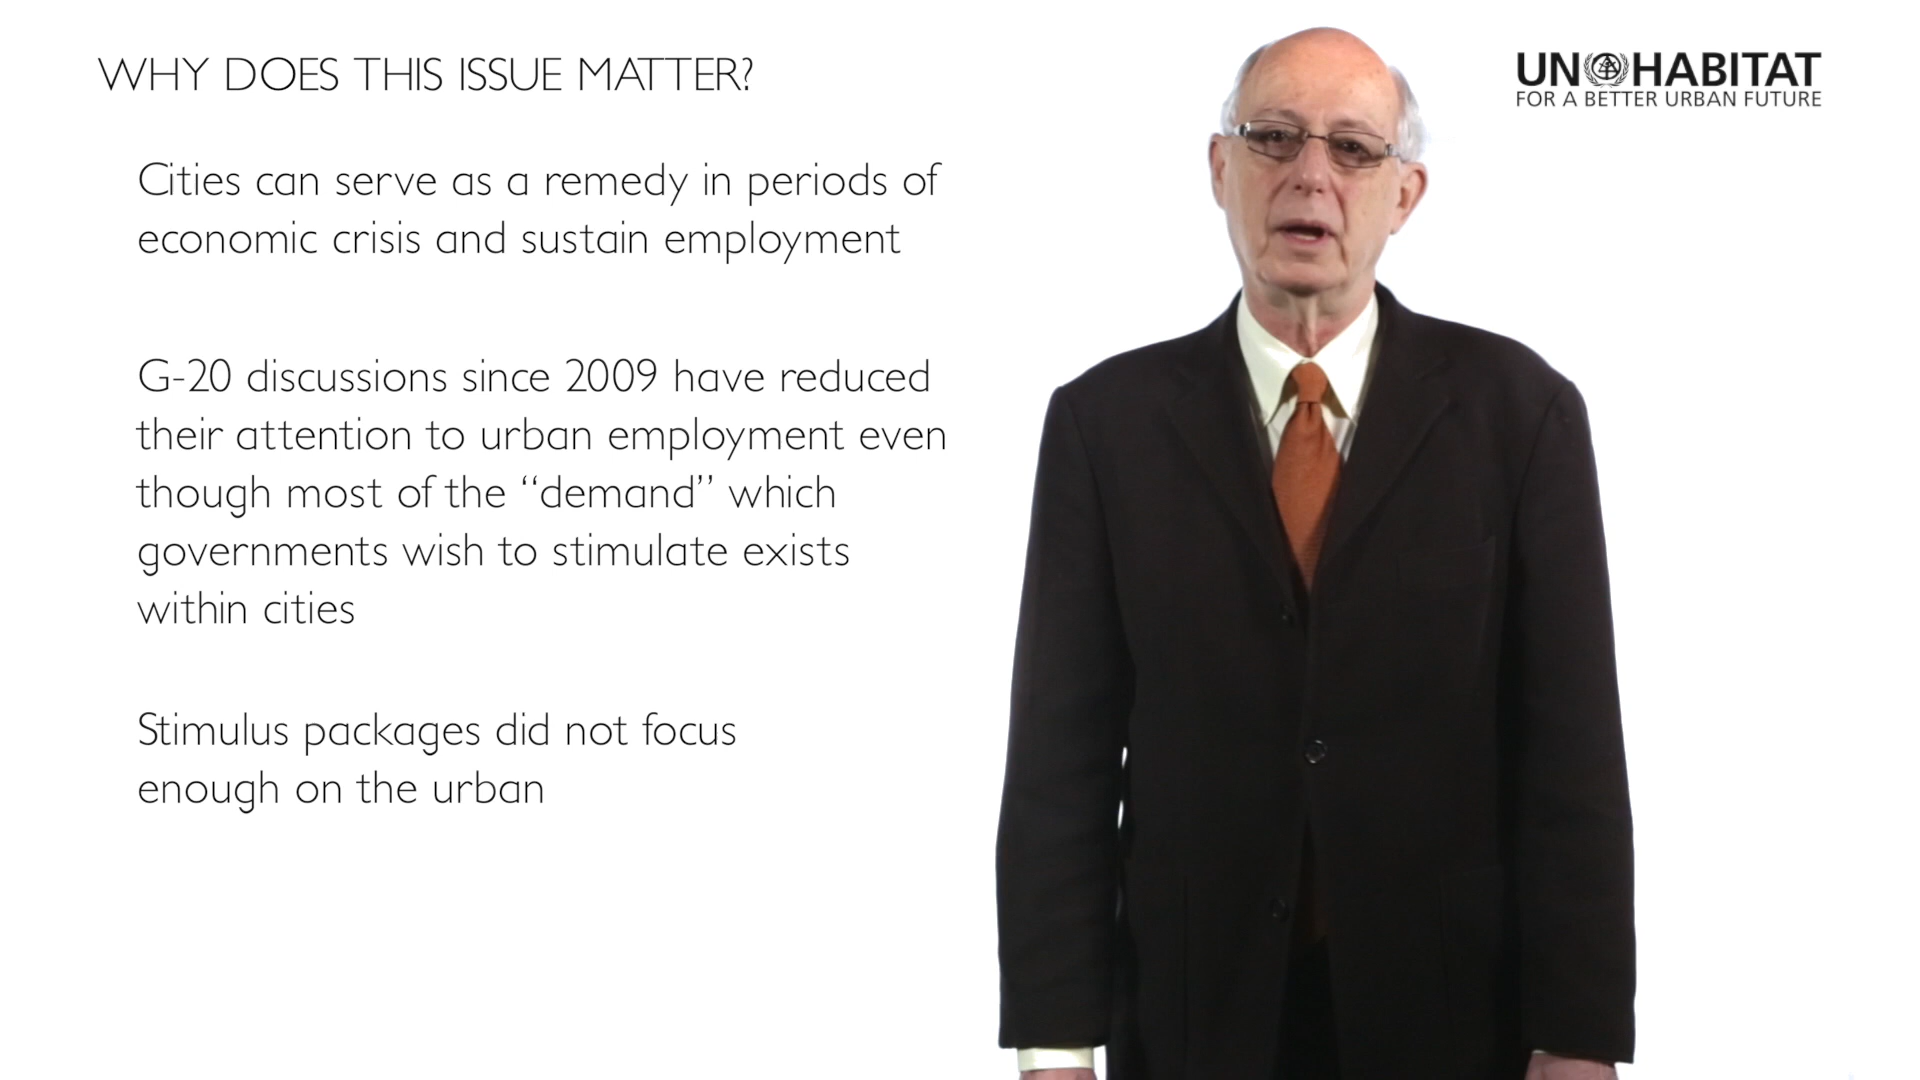 WHY DOES THIS ISSUE MATTER?
Cities can serve as a remedy in periods of
economic crisis and sustain employment
G-20 discussions since 2009 have reduced
their attention to urban employment even
though most of the “demand” which
governments wish to stimulate exists
within cities
Stimulus packages did not focus
enough on the urban
UN HABITAT
FOR A BETTER URBAN FUTURE